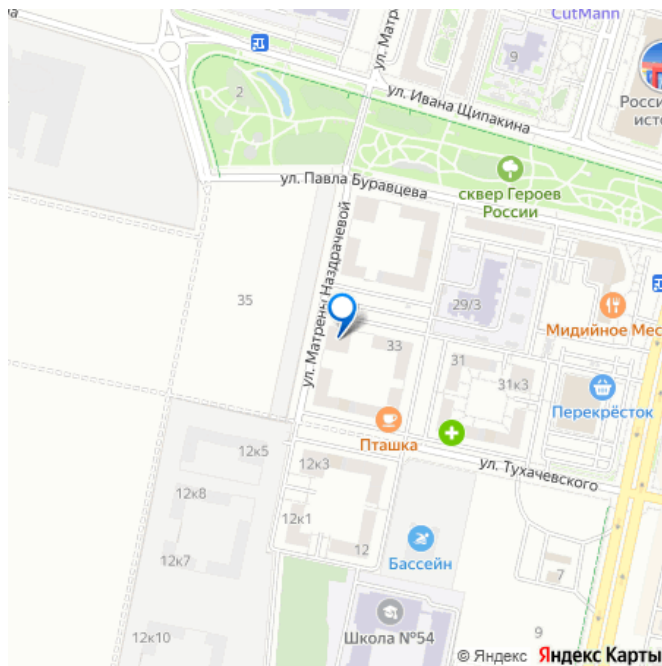 CutMann
ул. Матр
9
2
ул. Ивана Щипакина
Росси
исто
ул. Павла Буравцева
сквер Героев
России
ул. Матрены Наздрачевой
35
29/3
Мидийное Мес
33
31
31к3
Перекрёсток
Пташка
12к5
12к3
ул. Тухачевского
12к8
12к1
12
12к7
Бассейн
7
12к10
Школа №54
9
© Яндекс Яндекс Карты